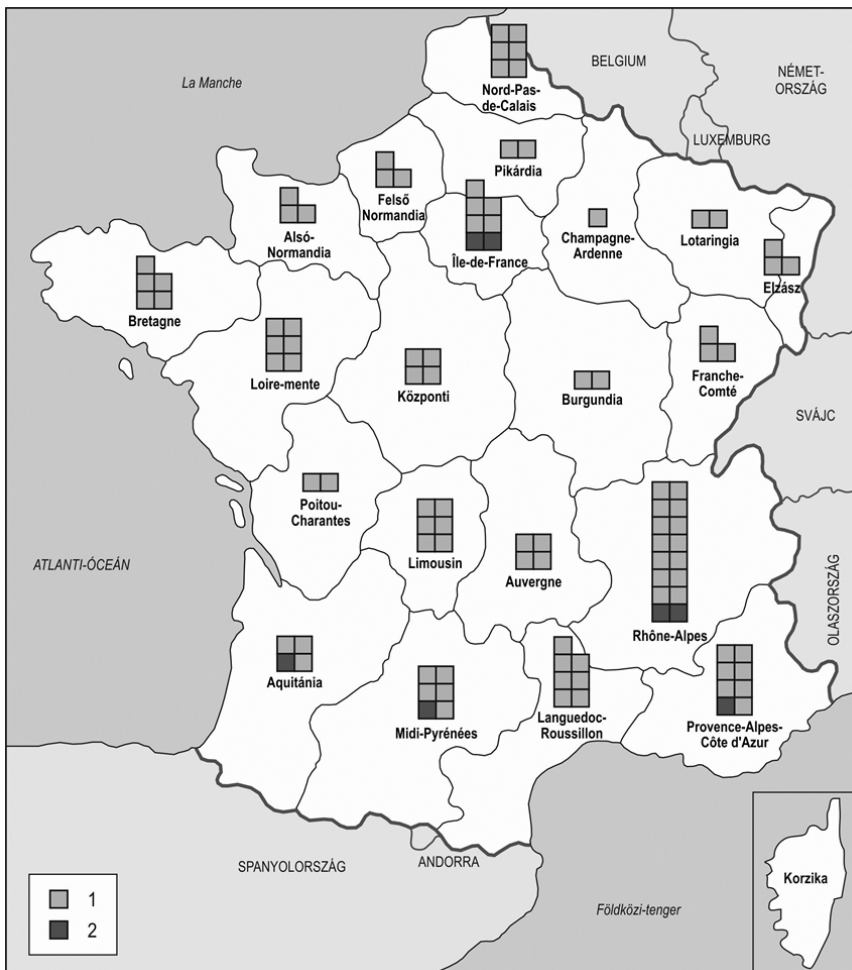 La Manche
BELGIUM
NÉMET-
ORSZÁG
Nord-Pas-
de-Calais
LUXEMBURG
Pikárdia
Felső
Normandia
Alsó-
Normandia
Île-de-France
Champagne-
Ardenne
Lotaringia
Elzász
Bretagne
Loire-mente
Központi
Burgundia
Franche-
Comté
SVÁJC
Poitou-
Charantes
Limousin
Auvergne
ATLANTI-ÓCEÁN
OLASZORSZÁG
Rhône-Alpes
Aquitánia
Midi-Pyrénées
Languedoc-
Roussillon
Provence-Alpes-
Côte d'Azur
SPANYOLORSZÁG
ANDORRA
Korzika
Földközi-tenger
1
2